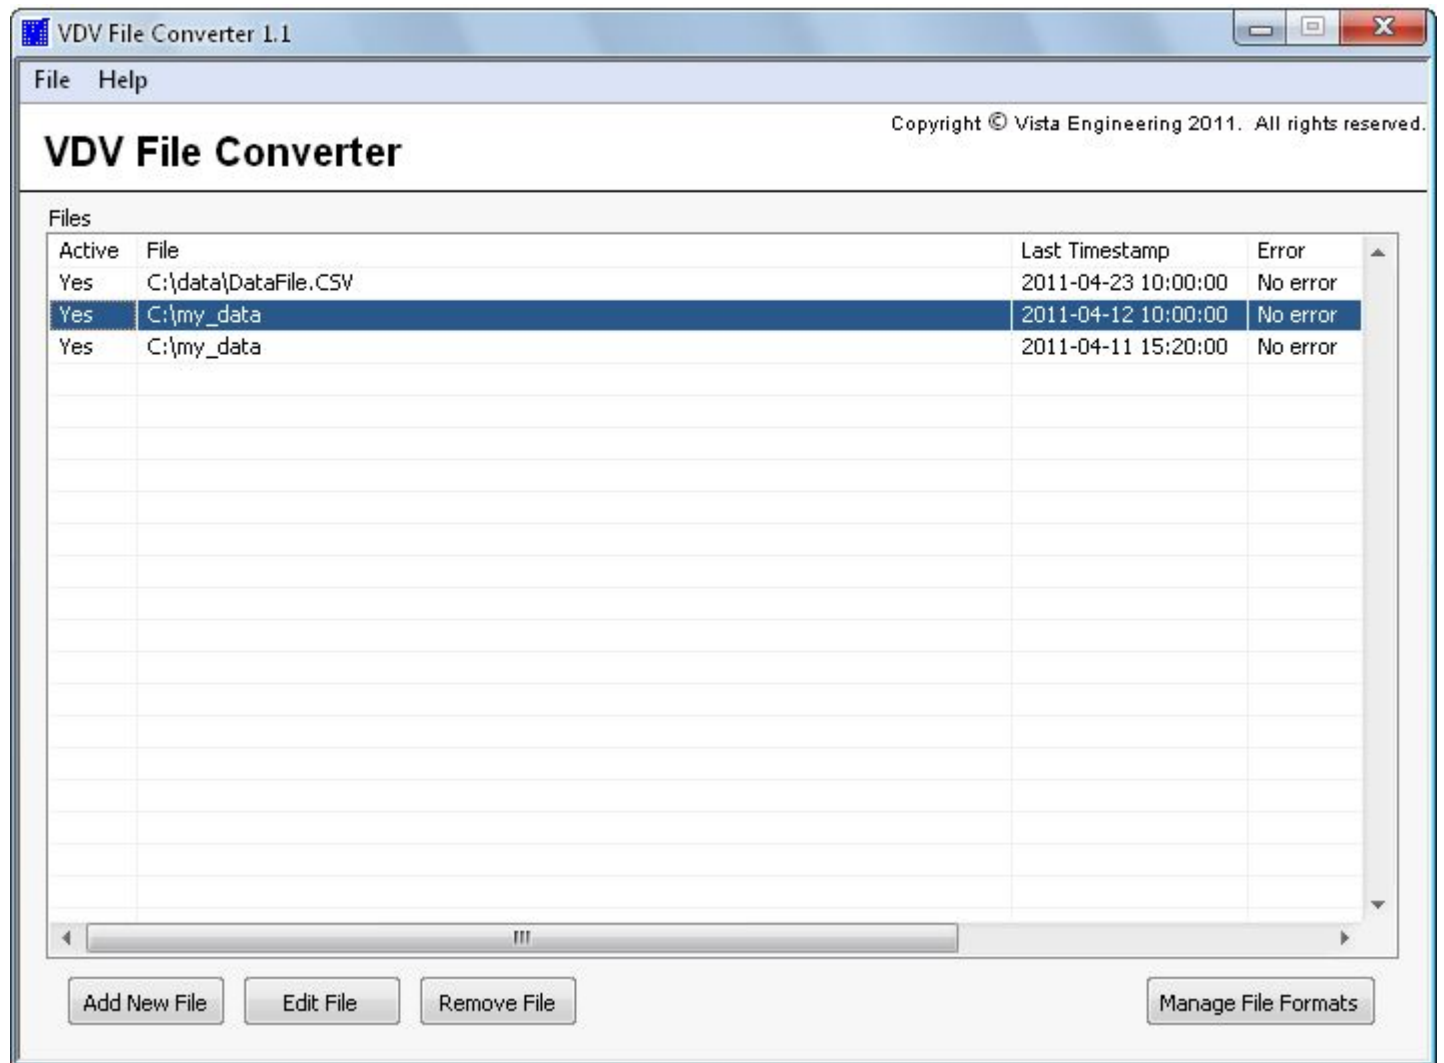 VDV File Converter 1.1
File Help
Copyright © Vista Engineering 2011. All rights reserved.
VDV File Converter
Files
Active File Last Timestamp Error
Yes C:\data\DataFile.CSV 2011-04-23 10:00:00 No error
Yes C:\my_data 2011-04-12 10:00:00 No error
Yes C:\my_data 2011-04-11 15:20:00 No error
Add New File Edit File Remove File Manage File Formats